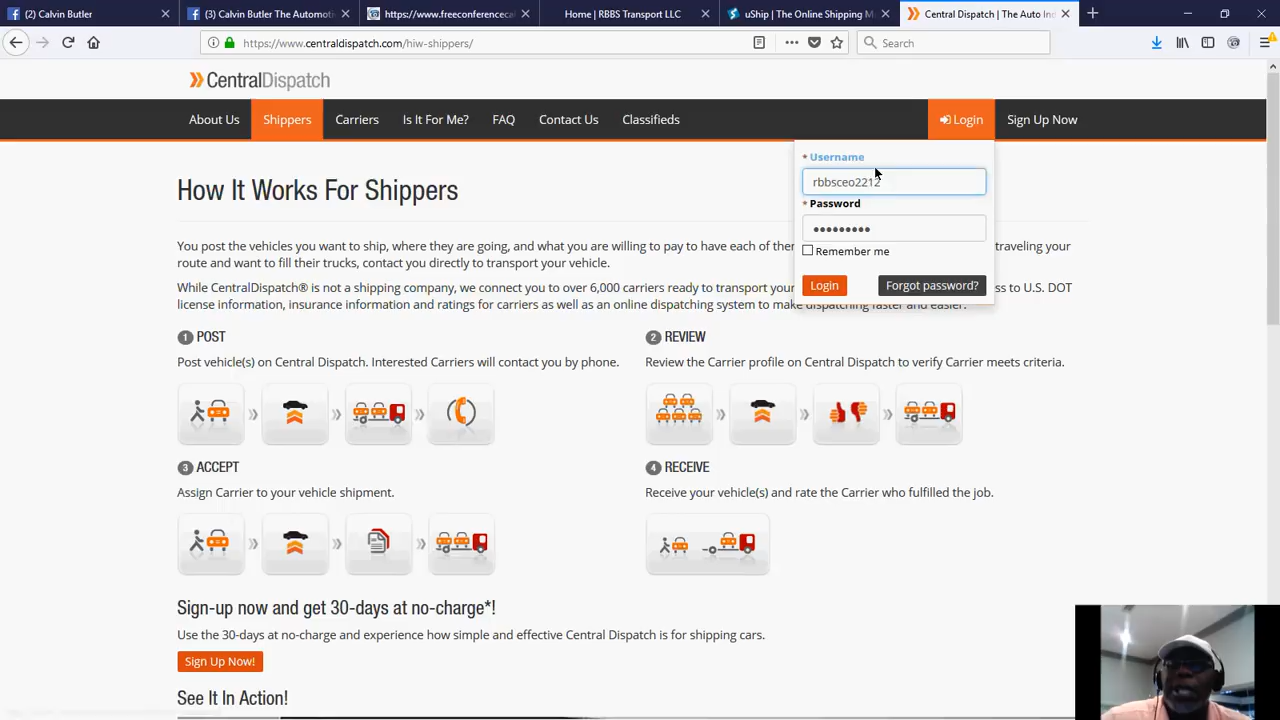 (2) Calvin Butler
(3) Calvin Butler The Automoti
https://www.freeconferenceca
Home | RBBS Transport LLC
uShip | The Online Shipping M
Central Dispatch | The Auto In
https://www.centraldispatch.com/hiw-shippers/
Search
CentralDispatch
About Us
Shippers
Carriers
Is It For Me?
FAQ
Contact Us
Classifieds
Login
Sign Up Now
* Username
rbbsceo2212
* Password
Remember me
Login
Forgot password?
How It Works For Shippers
You post the vehicles you want to ship, where they are going, and what you are willing to pay to have each of traveling your
route and want to fill their trucks, contact you directly to transport your vehicle.
While CentralDispatch® is not a shipping company, we connect you to over 6,000 carriers ready to transport to U.S. DOT
license information, insurance information and ratings for carriers as well as an online dispatching system to make dispatching faster and easier.
1 POST
Post vehicle(s) on Central Dispatch. Interested Carriers will contact you by phone.
2 REVIEW
Review the Carrier profile on Central Dispatch to verify Carrier meets criteria.
3 ACCEPT
Assign Carrier to your vehicle shipment.
4 RECEIVE
Receive your vehicle(s) and rate the Carrier who fulfilled the job.
Sign-up now and get 30-days at no-charge*!
Use the 30-days at no-charge and experience how simple and effective Central Dispatch is for shipping cars.
Sign Up Now!
See It In Action!